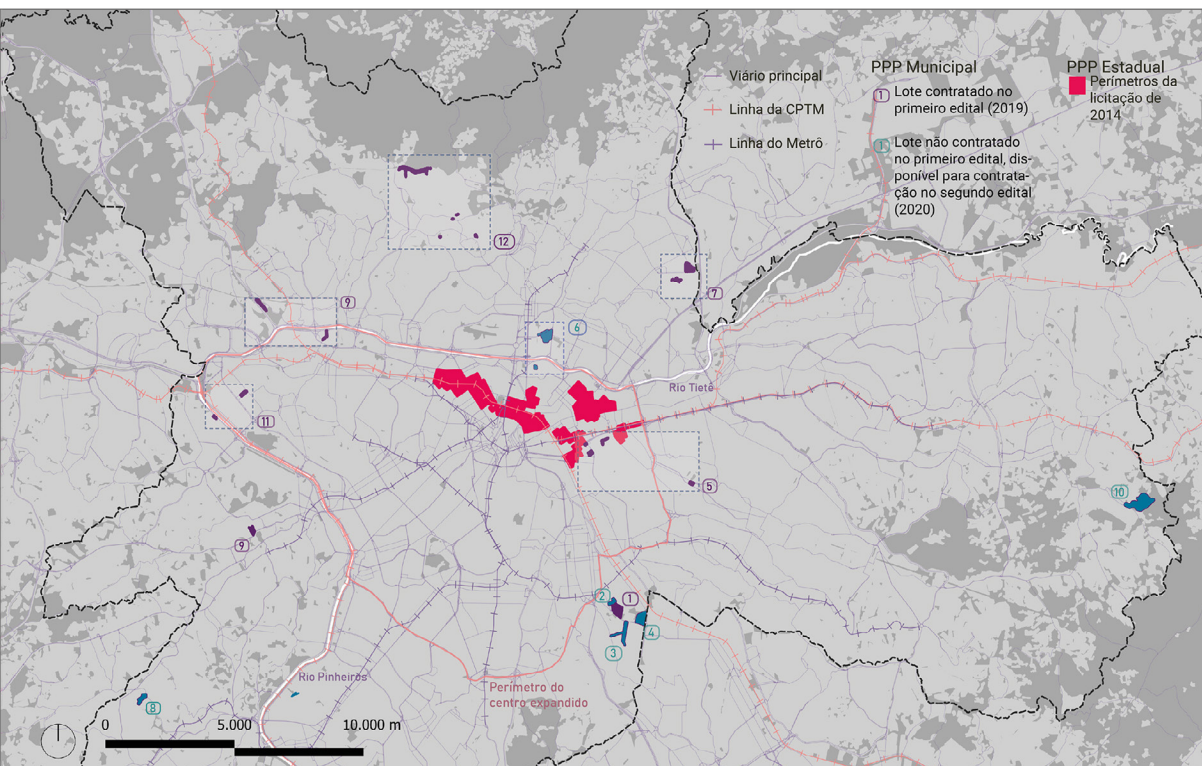 PPP Municipal
PPP Estadual
Viário principal
Linha da CPTM
Linha do Metrô
1 Lote contratado no
primeiro edital (2019)
1 Lote não contratado
no primeiro edital, dis-
ponível para contrata-
ção no segundo edital
(2020)
Perímetros da
licitação de
2014
12
7
9
6
Rio Tietê
11
5
10
9
2
1
4
3
Rio Pinheiros
Perímetro do
centro expandido
8
0 5.000 10.000 m